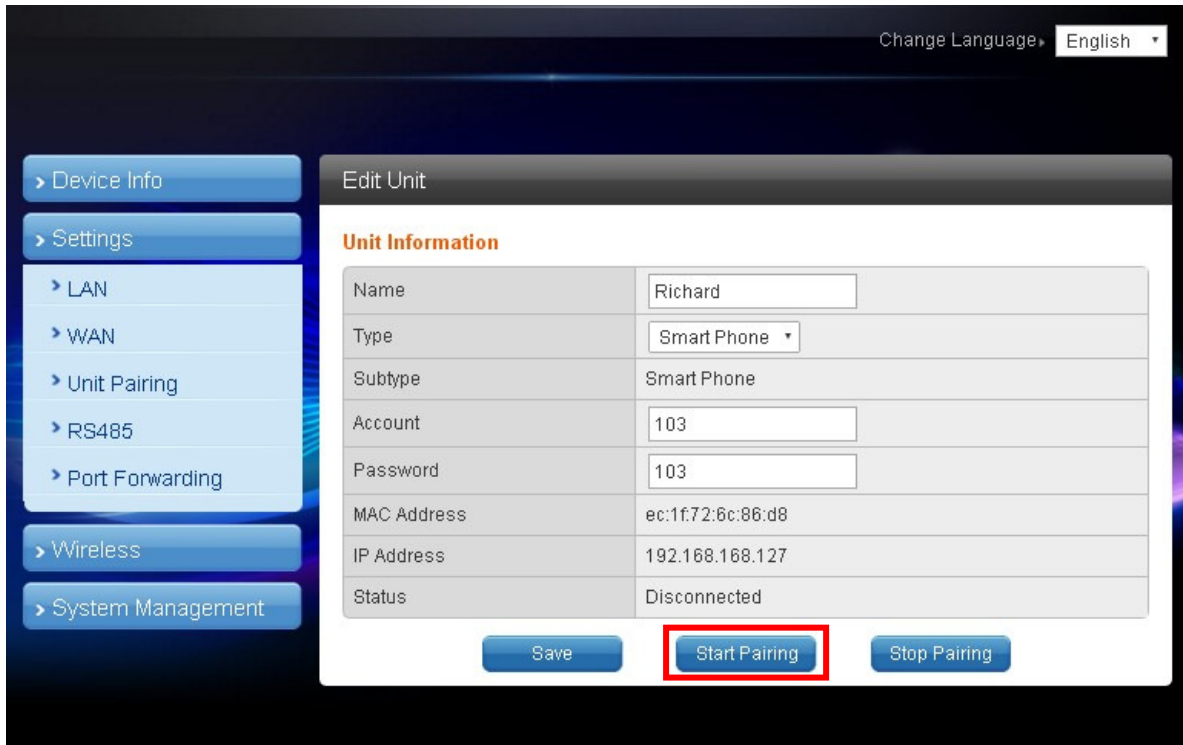 Change Language English
Device Info
Settings
LAN
WAN
Unit Pairing
RS485
Port Forwarding
Wireless
System Management
Edit Unit
Unit Information
Name Richard
Type Smart Phone
Subtype Smart Phone
Account 103
Password 103
MAC Address ec:1f:72:6c:86:d8
IP Address 192.168.168.127
Status Disconnected
Save Start Pairing Stop Pairing